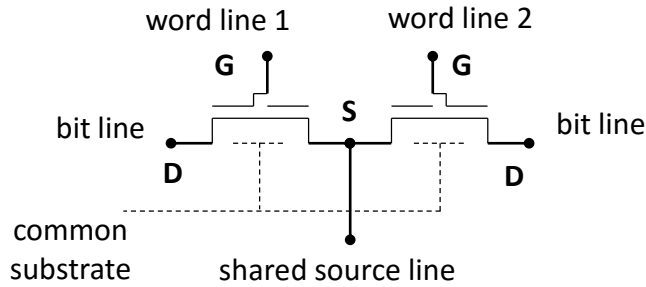 word line 1
word line 2
G
G
S
bit line
bit line
D
D
common
substrate
shared source line